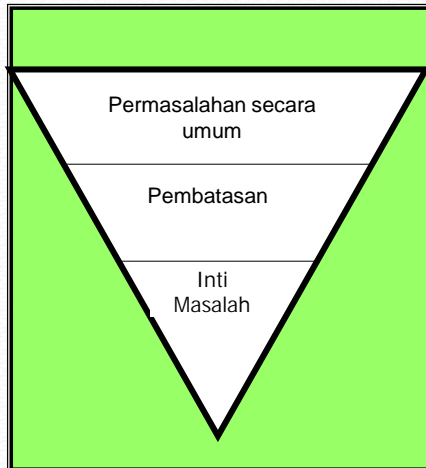 Permasalahan secara
umum
Pembatasan
Inti
Masalah